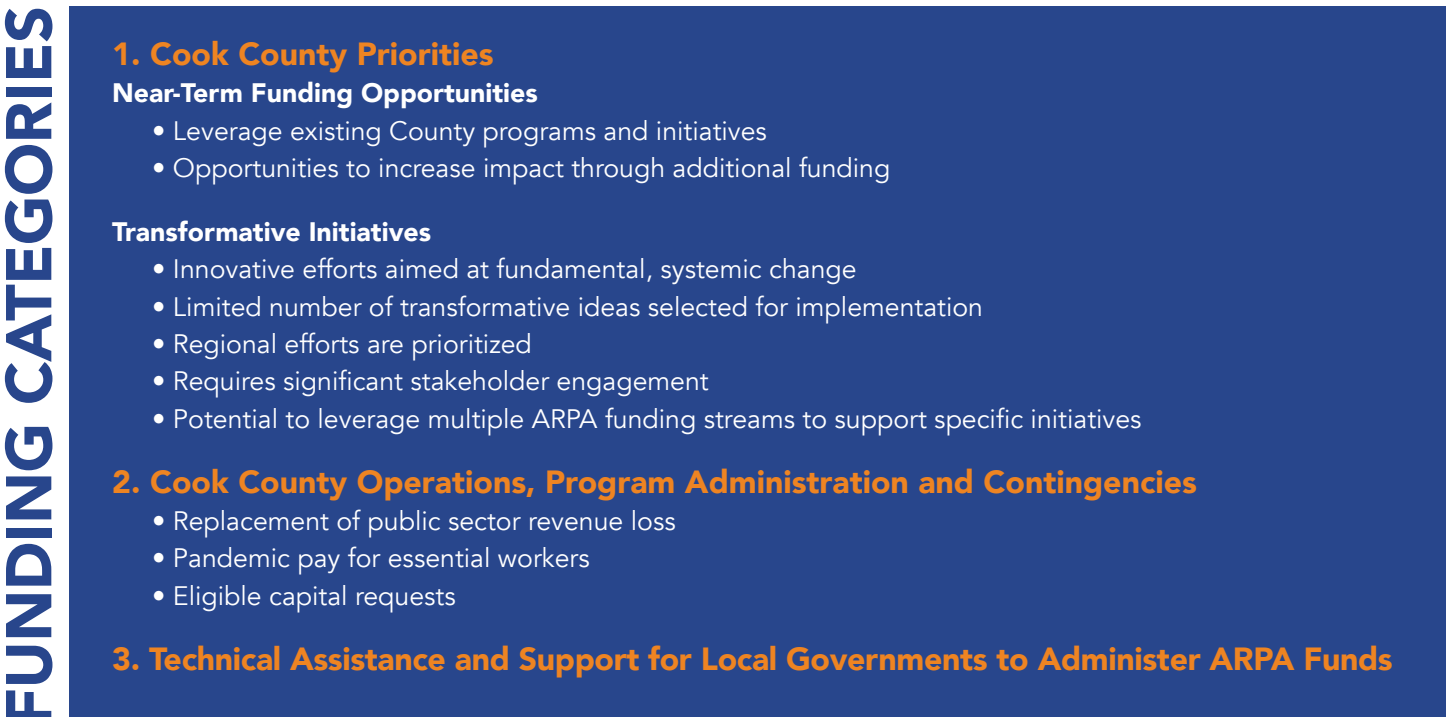 FUNDING CATEGORIES
1. Cook County Priorities
Near-Term Funding Opportunities
• Leverage existing County programs and initiatives
• Opportunities to increase impact through additional funding
Transformative Initiatives
• Innovative efforts aimed at fundamental, systemic change
• Limited number of transformative ideas selected for implementation
• Regional efforts are prioritized
• Requires significant stakeholder engagement
• Potential to leverage multiple ARPA funding streams to support specific initiatives
2. Cook County Operations, Program Administration and Contingencies
• Replacement of public sector revenue loss
• Pandemic pay for essential workers
• Eligible capital requests
3. Technical Assistance and Support for Local Governments to Administer ARPA Funds